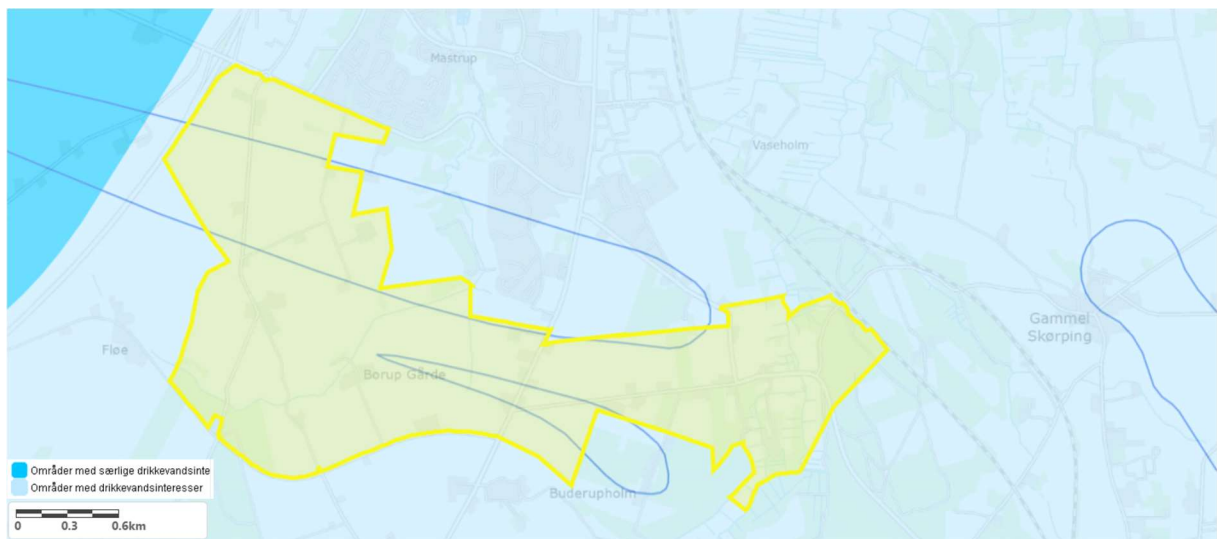 Mastrup
Vaseholm
Gammel
Skørping
Fløe
Borup Gårde
Buderupholm
Områder med særlige drikkevandsinte
Områder med drikkevandsinteresser
0 0.3 0.6km